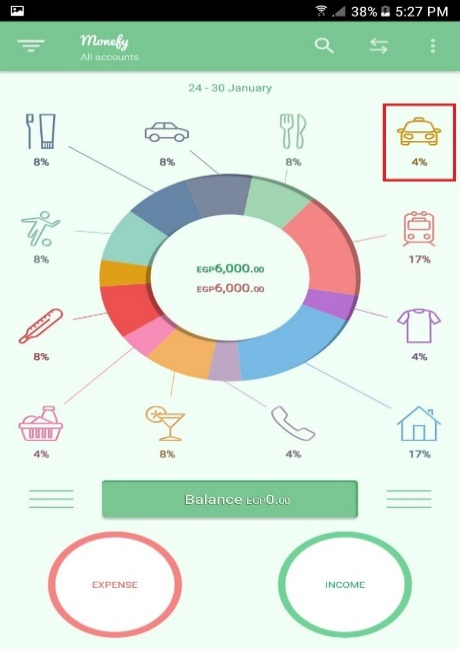 38% 5:27 PM
Monefy
All accounts
24 - 30 January
8% 8% 8% 4%
EGP6,000.00
EGP6,000.00
8% 17%
8% 4%
4% 8% 4% 17%
Balance EGP0.00
EXPENSE INCOME